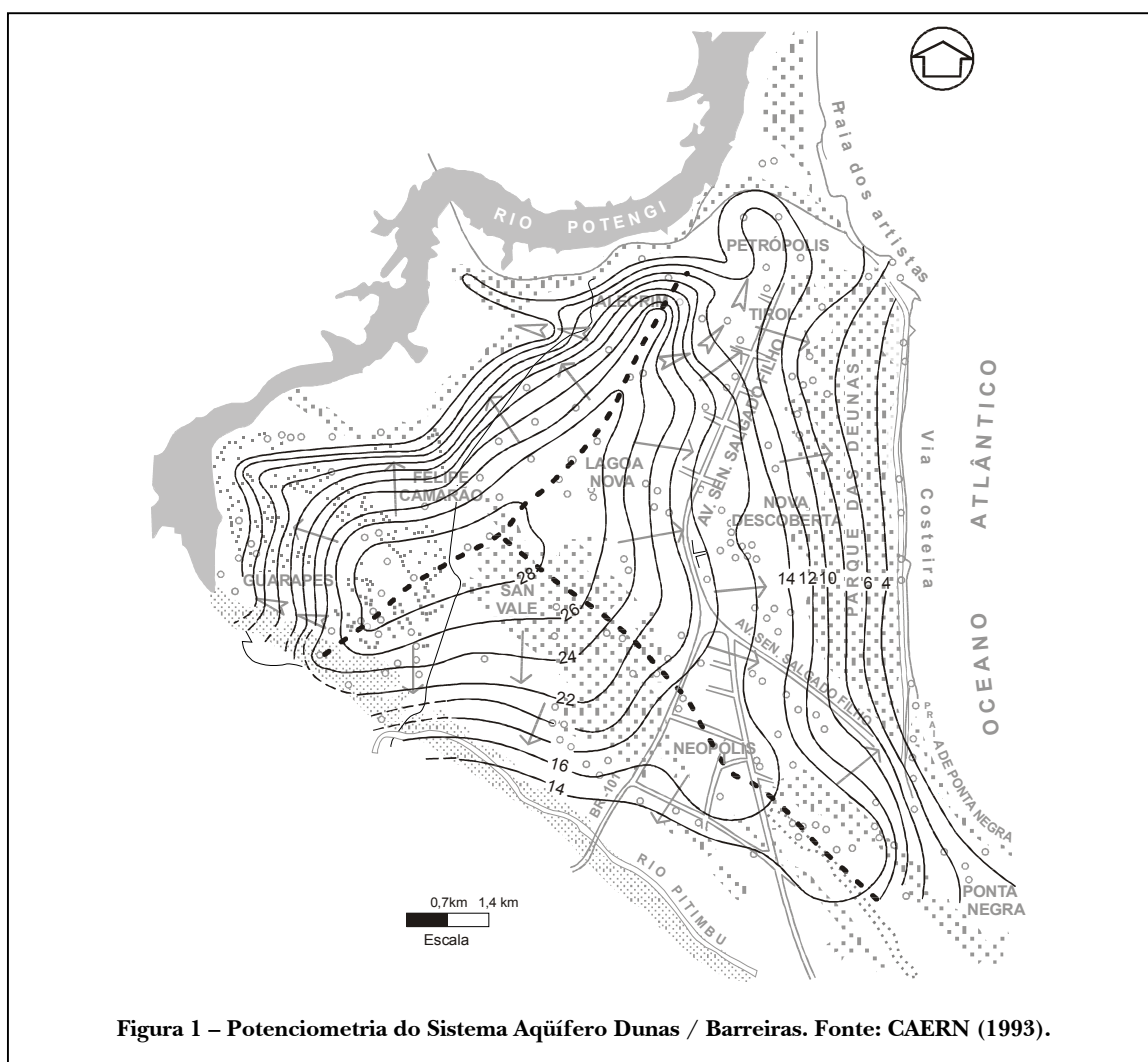 Praia dos artistas
RIO POTENGI
PETRÓPOLIS
ALECRIM
TIROL
AV. SEN. SALGADO FILHO
PARQUE DAS DEUNAS
Via Costeira
OCEANO ATLÂNTICO
LAGOA
NOVA
FELIPE
CAMARÃO
NOVA
DESCOBERTA
GUARAPES
SAN
VALE
28
26
24
22
16
14
14
12
10
6
4
AV. SEN. SALGADO FILHO
NEOPÓLIS
BR-101
RIO PITIMBU
PRAIA DE PONTA NEGRA
PONTA
NEGRA
0,7km 1,4 km
Escala
Figura 1 – Potenciometria do Sistema Aqüífero Dunas / Barreiras. Fonte: CAERN (1993).